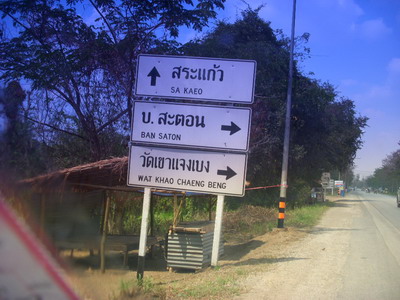 สระแก้ว
SA KAEO
บ. สะตอน
BAN SATON
วัดเขาแจงเบง
WAT KHAO CHAENG BENG